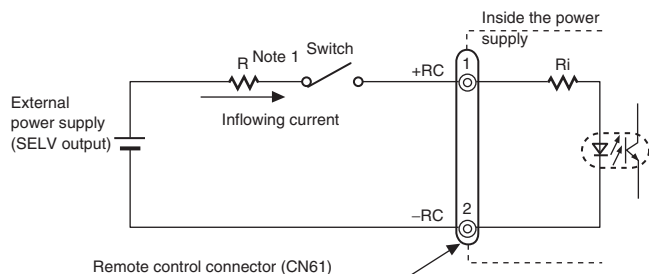 Inside the power
supply
R Note 1 Switch
+RC
1
Ri
External
power supply
(SELV output)
Inflowing current
2
−RC
Remote control connector (CN61)